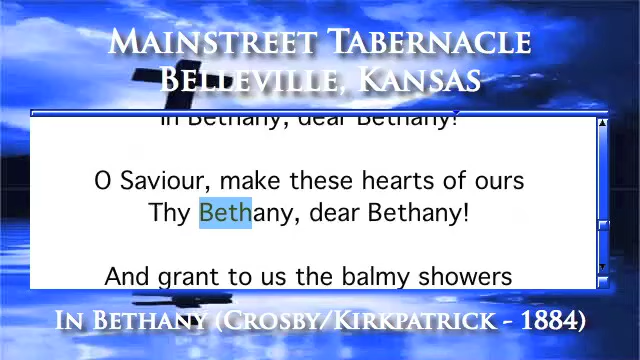 Mainstreet Tabernacle
Belleville, Kansas
In Bethany, dear Bethany!
O Saviour, make these hearts of ours
Thy Bethany, dear Bethany!
And grant to us the balmy showers
In Bethany (Crosby/Kirkpatrick - 1884)